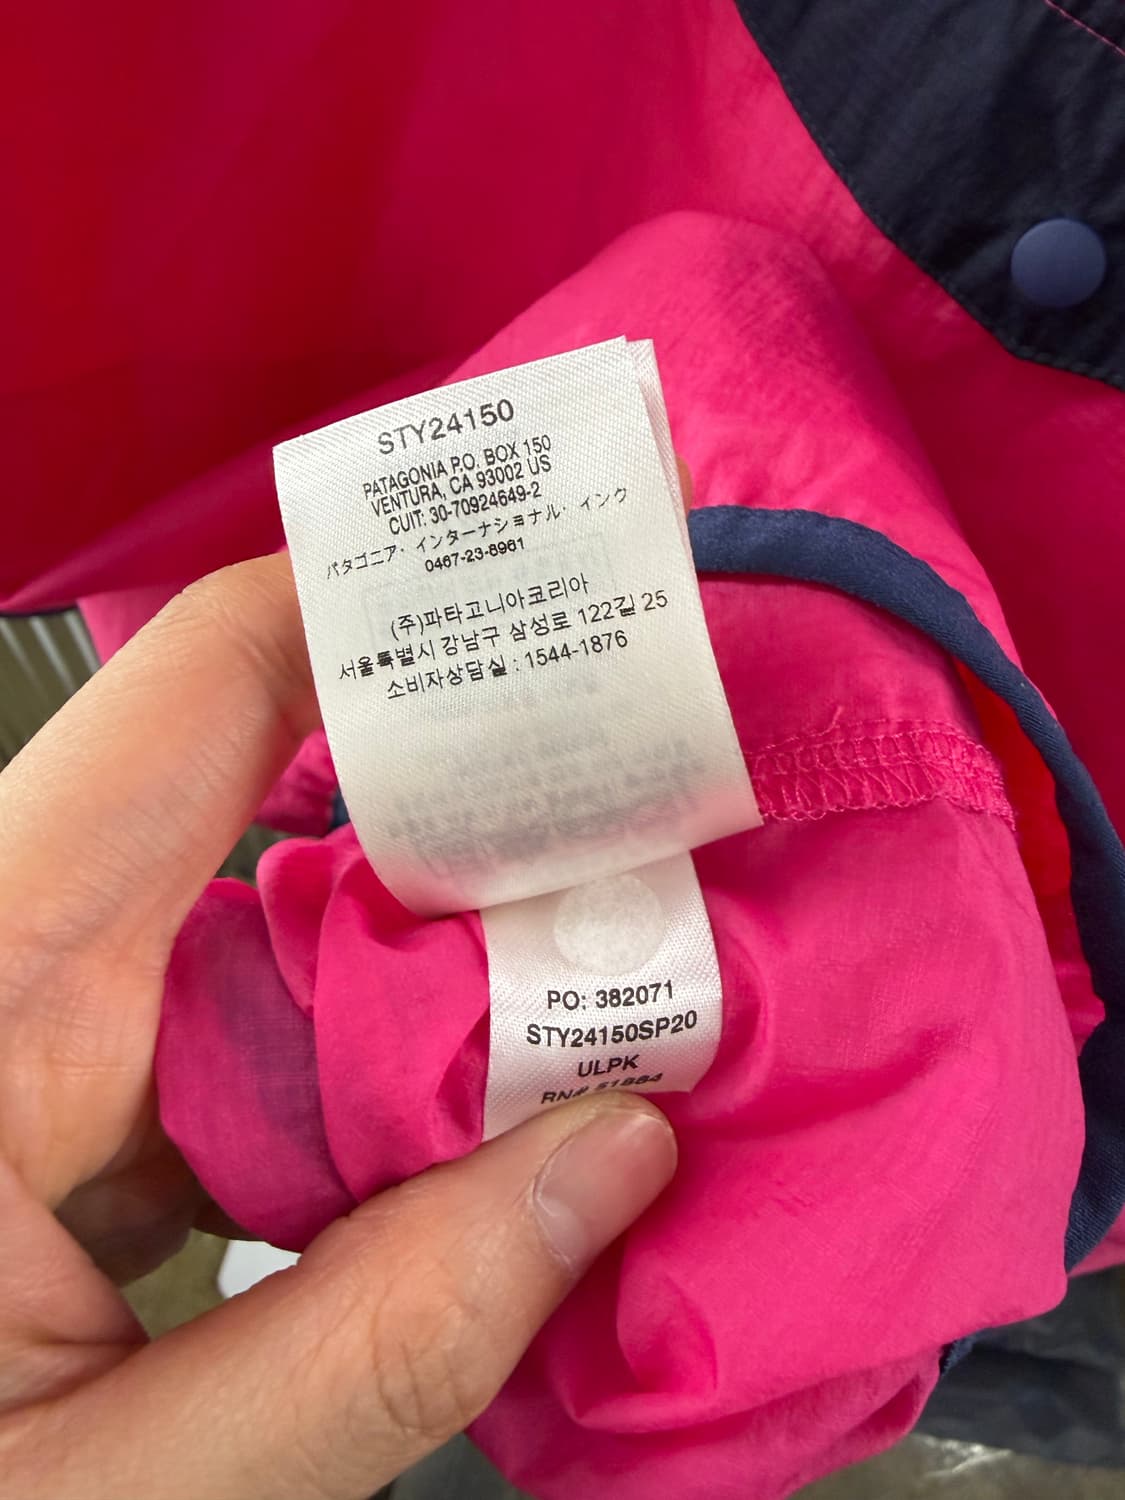 STY24150
PATAGONIA P.O. BOX 150
VENTURA, CA 93002 US
CUIT: 30-70924649-2
パタゴニア・インターナショナル・インク
0467-23-8961
(주)파타고니아코리아
서울특별시 강남구 삼성로 122길 25
소비자상담실 : 1544-1876
PO: 382071
STY24150SP20
ULPK
RN# 51884